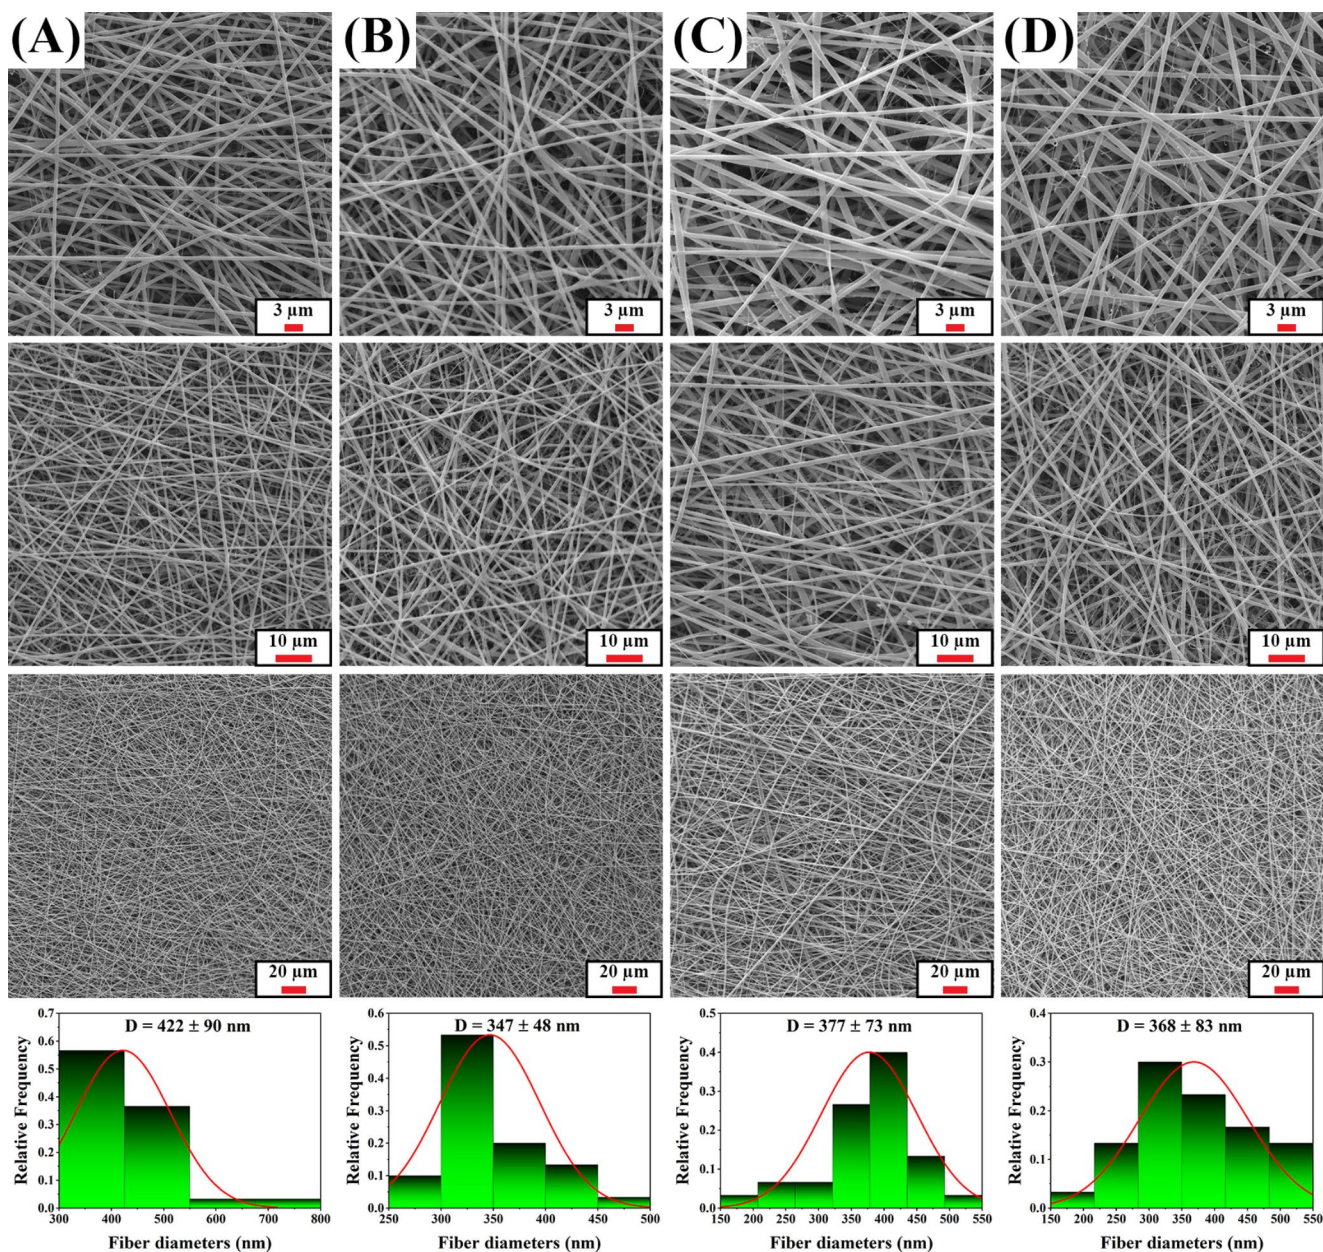 (A) (B) (C) (D)
3 µm 3 µm 3 µm 3 µm
10 µm 10 µm 10 µm 10 µm
20 µm 20 µm 20 µm 20 µm
D = 422 ± 90 nm
Relative Frequency
0.7
0.6
0.5
0.4
0.3
0.2
0.1
0.0
300 400 500 600 700 800
Fiber diameters (nm)
D = 347 ± 48 nm
Relative Frequency
0.6
0.5
0.4
0.3
0.2
0.1
0.0
250 300 350 400 450 500
Fiber diameters (nm)
D = 377 ± 73 nm
Relative Frequency
0.5
0.4
0.3
0.2
0.1
0.0
150 200 250 300 350 400 450 500 550
Fiber diameters (nm)
D = 368 ± 83 nm
Relative Frequency
0.4
0.3
0.2
0.1
0.0
150 200 250 300 350 400 450 500 550
Fiber diameters (nm)